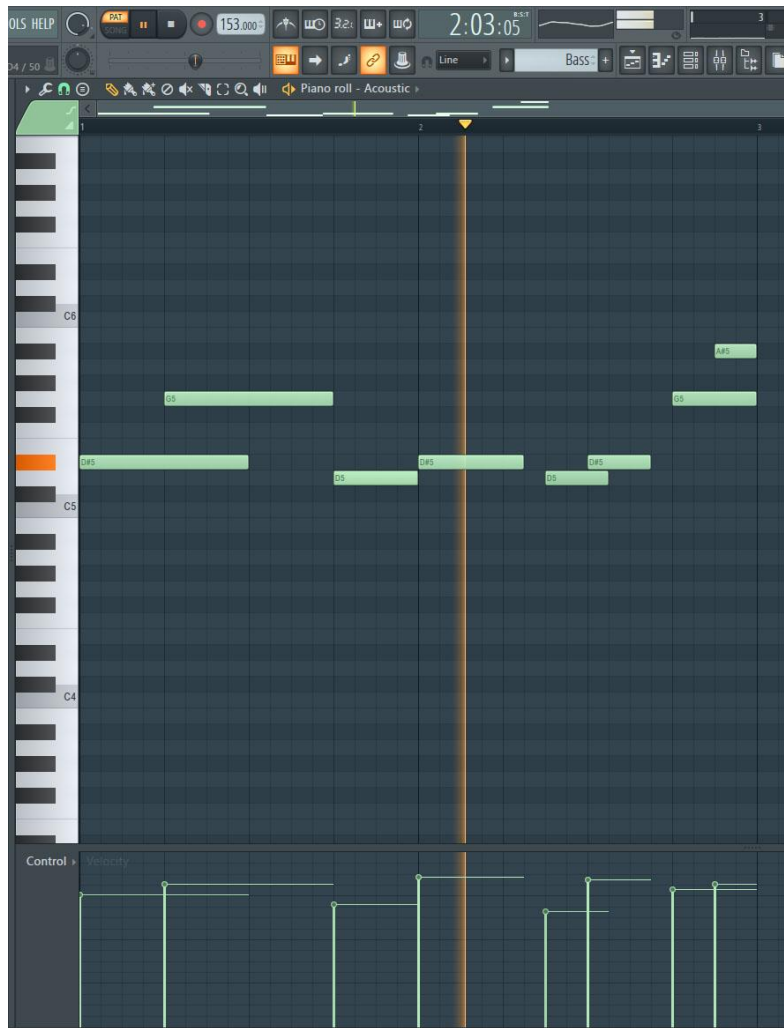 OLS HELP PAT SONG 153.000 3.2. 2:03:05 B:S:T 3
04 / 50 Line Bass
Piano roll - Acoustic
1 2 3
C6
A#5
G5 G5
D#5 D#5 D#5
D5 D5
C5
C4
Control Velocity